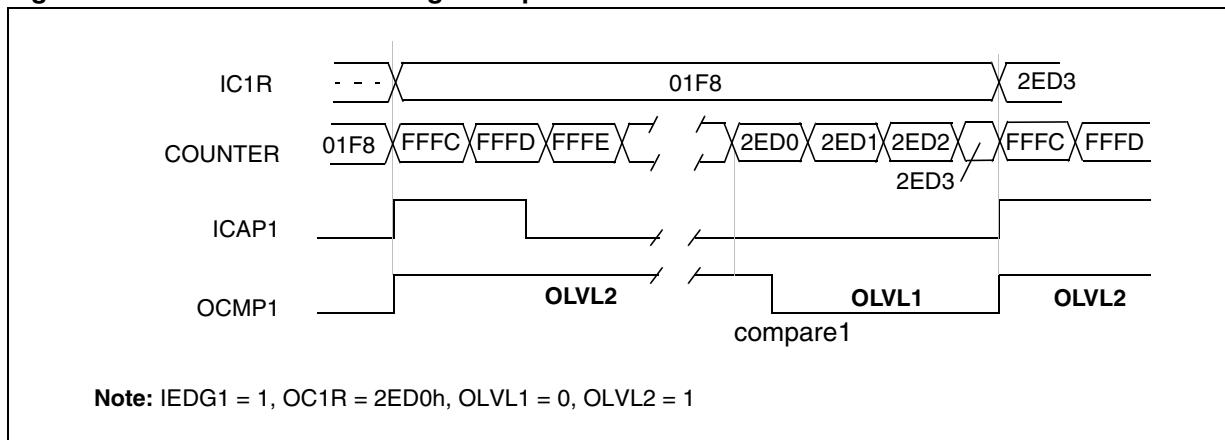 IC1R - - - 01F8 2ED3
COUNTER 01F8 FFFC FFFD FFFE 2ED0 2ED1 2ED2 FFFC FFFD
2ED3
ICAP1
OCMP1 OLVL2 OLVL1 OLVL2
compare1
Note: IEDG1 = 1, OC1R = 2ED0h, OLVL1 = 0, OLVL2 = 1